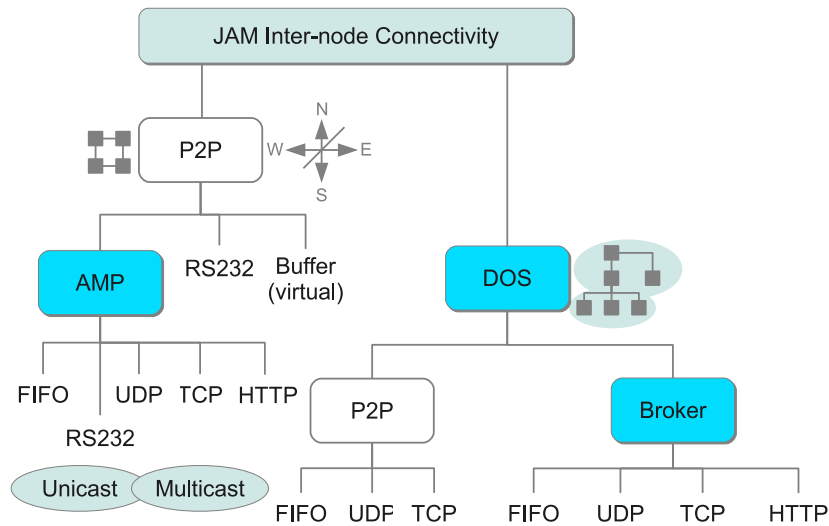 JAM Inter-node Connectivity
N
P2P
W
E
S
AMP
RS232
Buffer
(virtual)
DOS
FIFO
UDP
TCP
HTTP
RS232
P2P
Broker
Unicast
Multicast
FIFO
UDP
TCP
FIFO
UDP
TCP
HTTP